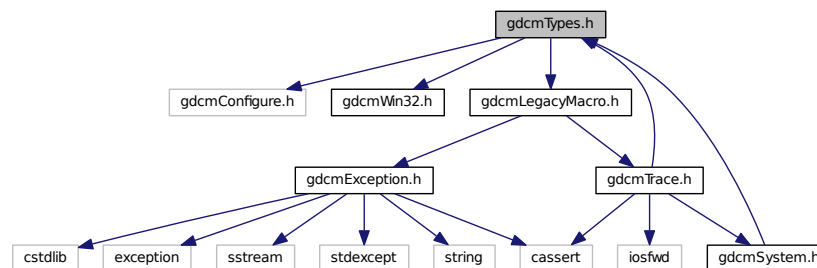 gdcmTypes.h
gdcmConfigure.h
gdcmWin32.h
gdcmLegacyMacro.h
gdcmException.h
gdcmTrace.h
cstdlib
exception
sstream
stdexcept
string
cassert
iosfwd
gdcmSystem.h